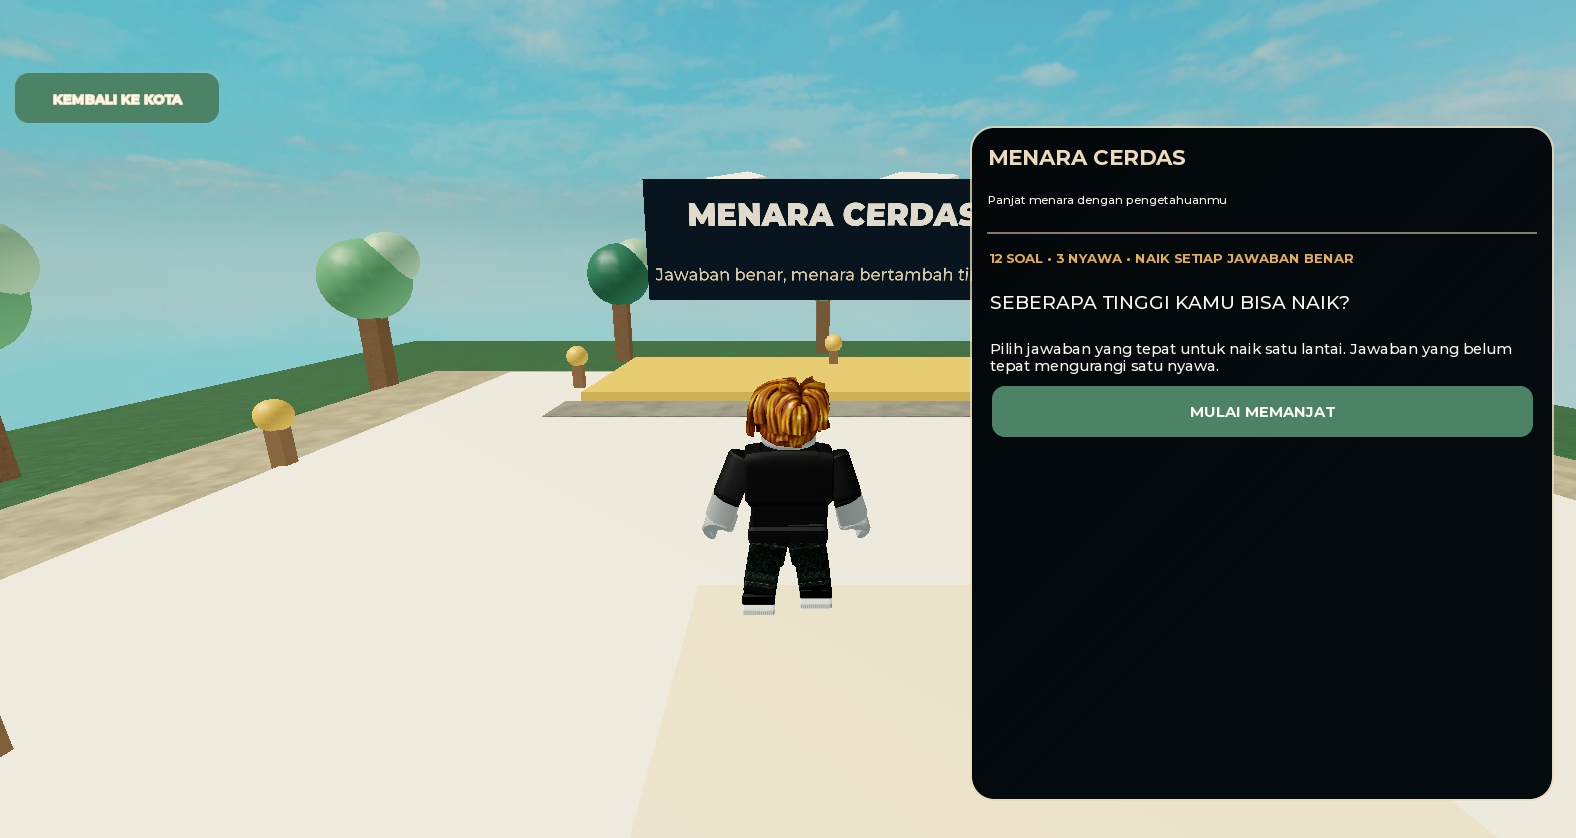 KEMBALI KE KOTA
MENARA CERDAS
Jawaban benar, menara bertambah ti
MENARA CERDAS
Panjat menara dengan pengetahuanmu
12 SOAL • 3 NYAWA • NAIK SETIAP JAWABAN BENAR
SEBERAPA TINGGI KAMU BISA NAIK?
Pilih jawaban yang tepat untuk naik satu lantai. Jawaban yang belum
tepat mengurangi satu nyawa.
MULAI MEMANJAT